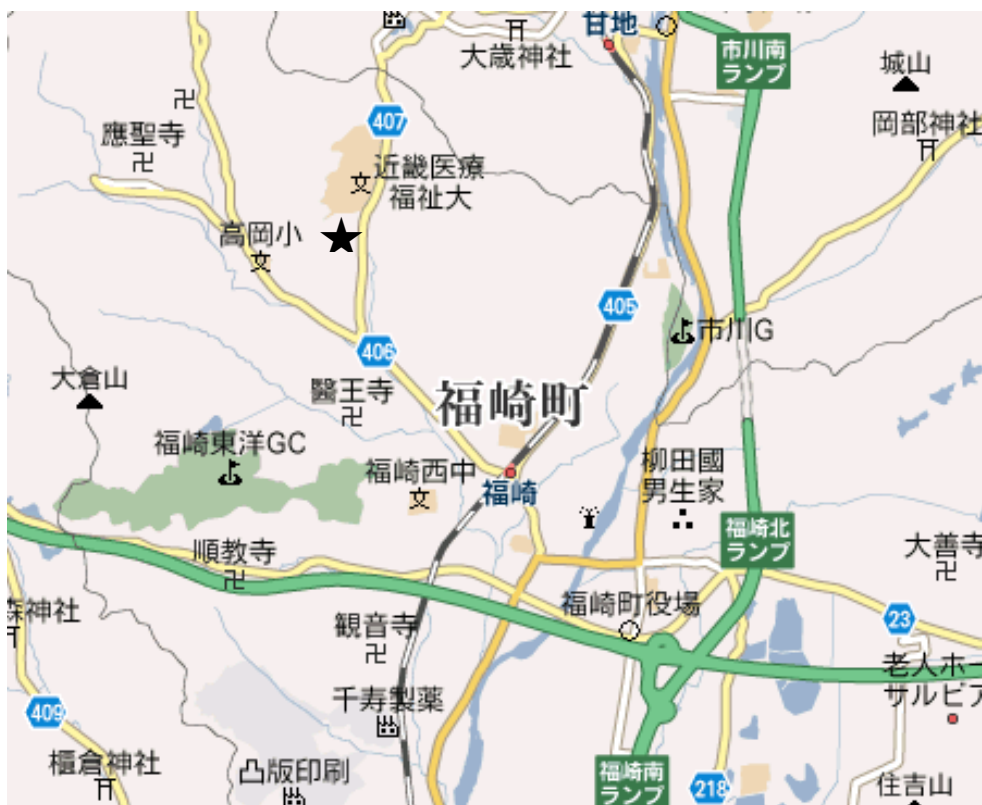 甘地
大歳神社
市川南
ランプ
城山
岡部神社
407
應聖寺
近畿医療
福祉大
高岡小
405
市川G
406
大倉山
醫王寺
福崎町
福崎東洋GC
福崎西中
福崎
柳田國
男生家
福崎北
ランプ
大善寺
順教寺
福崎町役場
23
森神社
観音寺
老人ホー
サルビア
千寿製薬
409
櫃倉神社
凸版印刷
福崎南
ランプ
218
住吉山